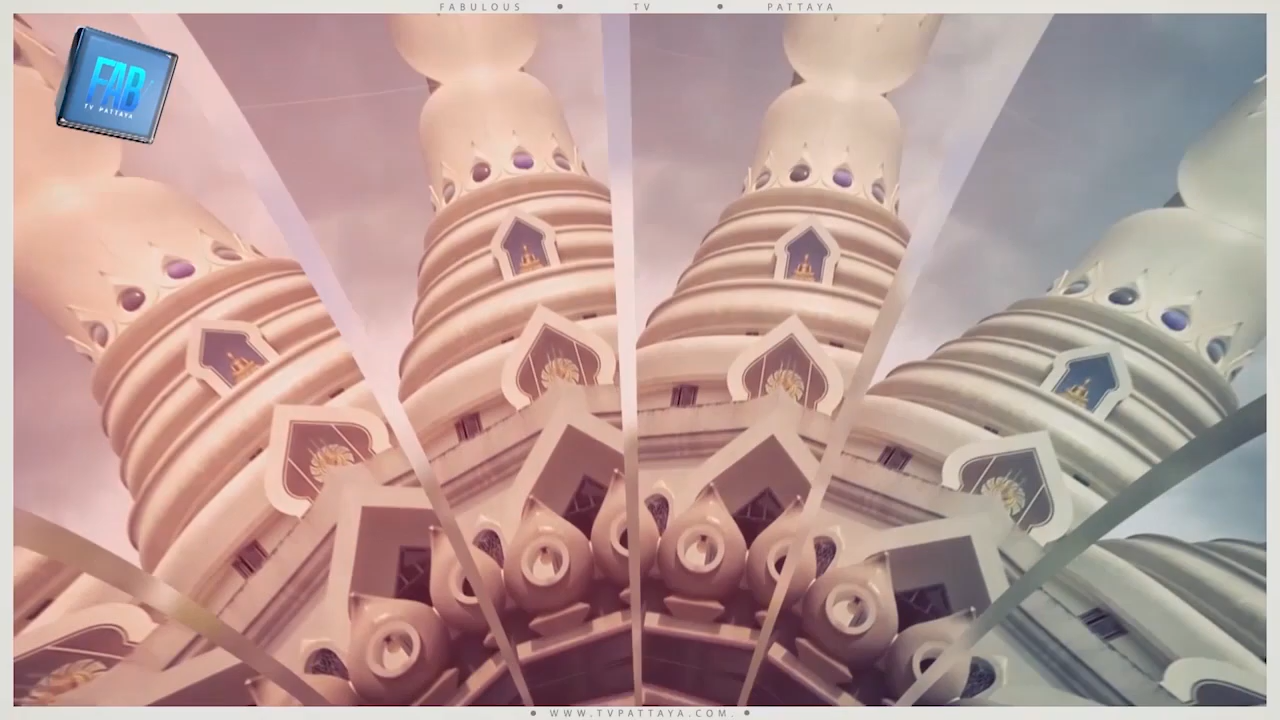 FABULOUS • TV • PATTAYA
FAB
TV PATTAYA
• WWW.TVPATTAYA.COM. •